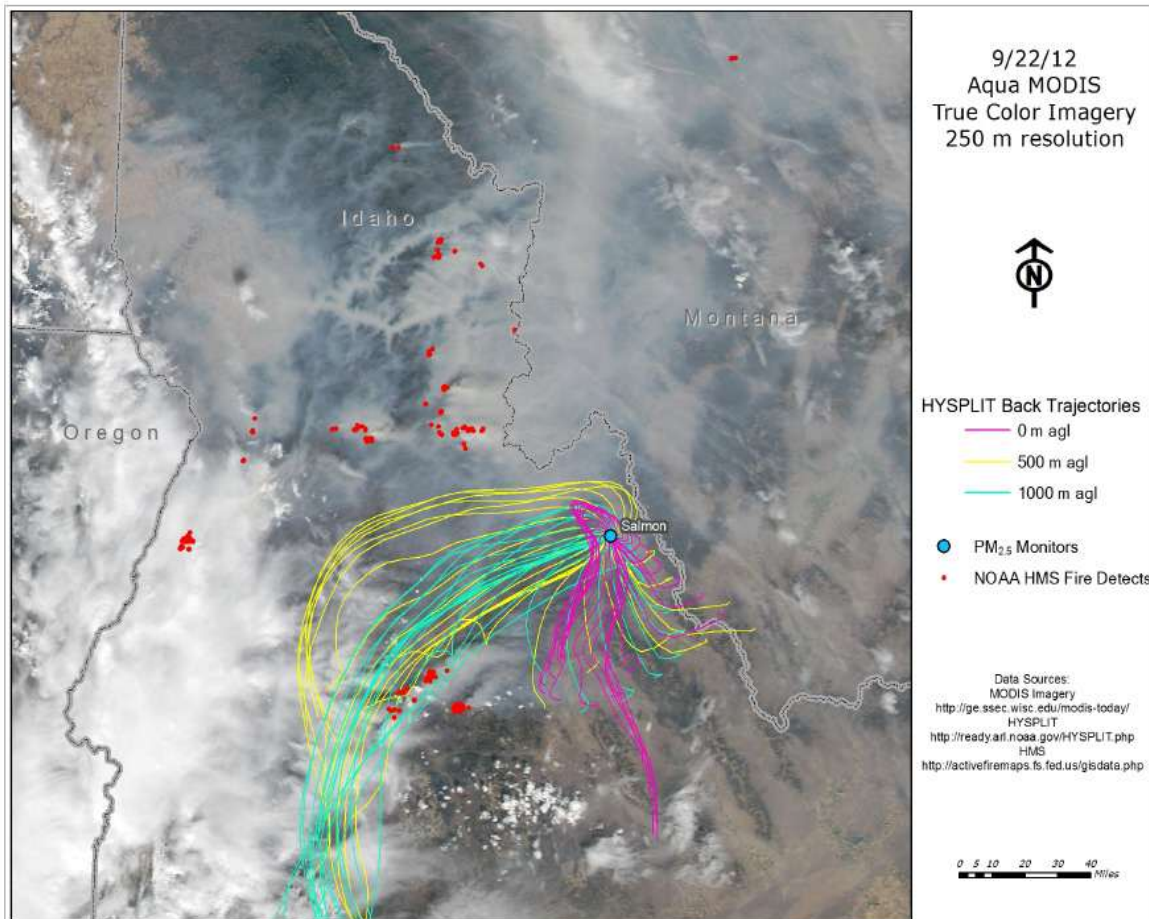 9/22/12
Aqua MODIS
True Color Imagery
250 m resolution
N
Idaho
Montana
Oregon
Salmon
HYSPLIT Back Trajectories
0 m agl
500 m agl
1000 m agl
PM2.5 Monitors
NOAA HMS Fire Detects
Data Sources:
MODIS Imagery
http://ge.ssec.wisc.edu/modis-today/
HYSPLIT
http://ready.arl.noaa.gov/HYSPLIT.php
HMS
http://activefiremaps.fs.fed.us/gisdata.php
0 5 10 20 30 40
Miles